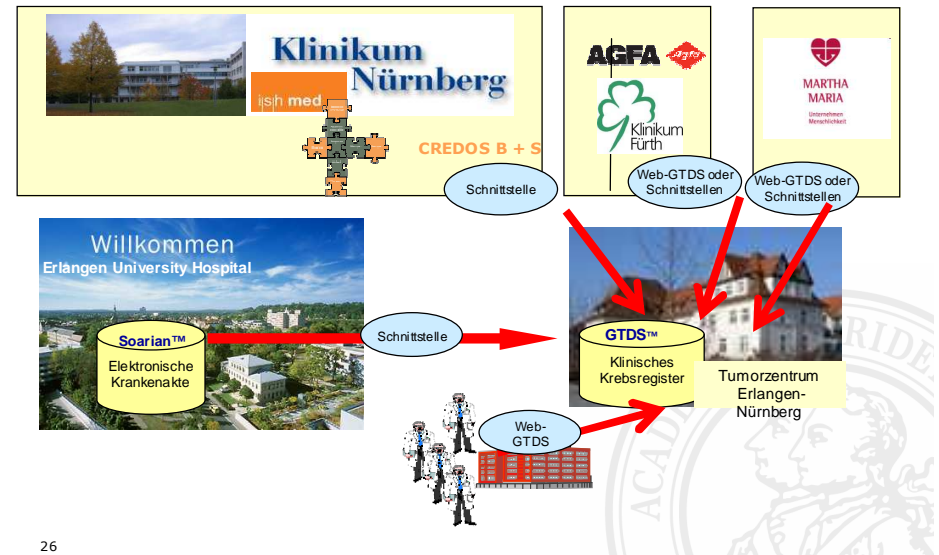 Klinikum
Nürnberg
i.s.h med
CREDOS B + S
Schnittstelle
AGFA
Klinikum
Fürth
Web-GTDS oder
Schnittstellen
MARTHA
MARIA
Unternehmen
Menschlichkeit
Web-GTDS oder
Schnittstellen
Willkommen
Erlangen University Hospital
Soarian™
Elektronische
Krankenakte
Schnittstelle
GTDS™
Klinisches
Krebsregister
Tumorzentrum
Erlangen-
Nürnberg
Web-
GTDS
26